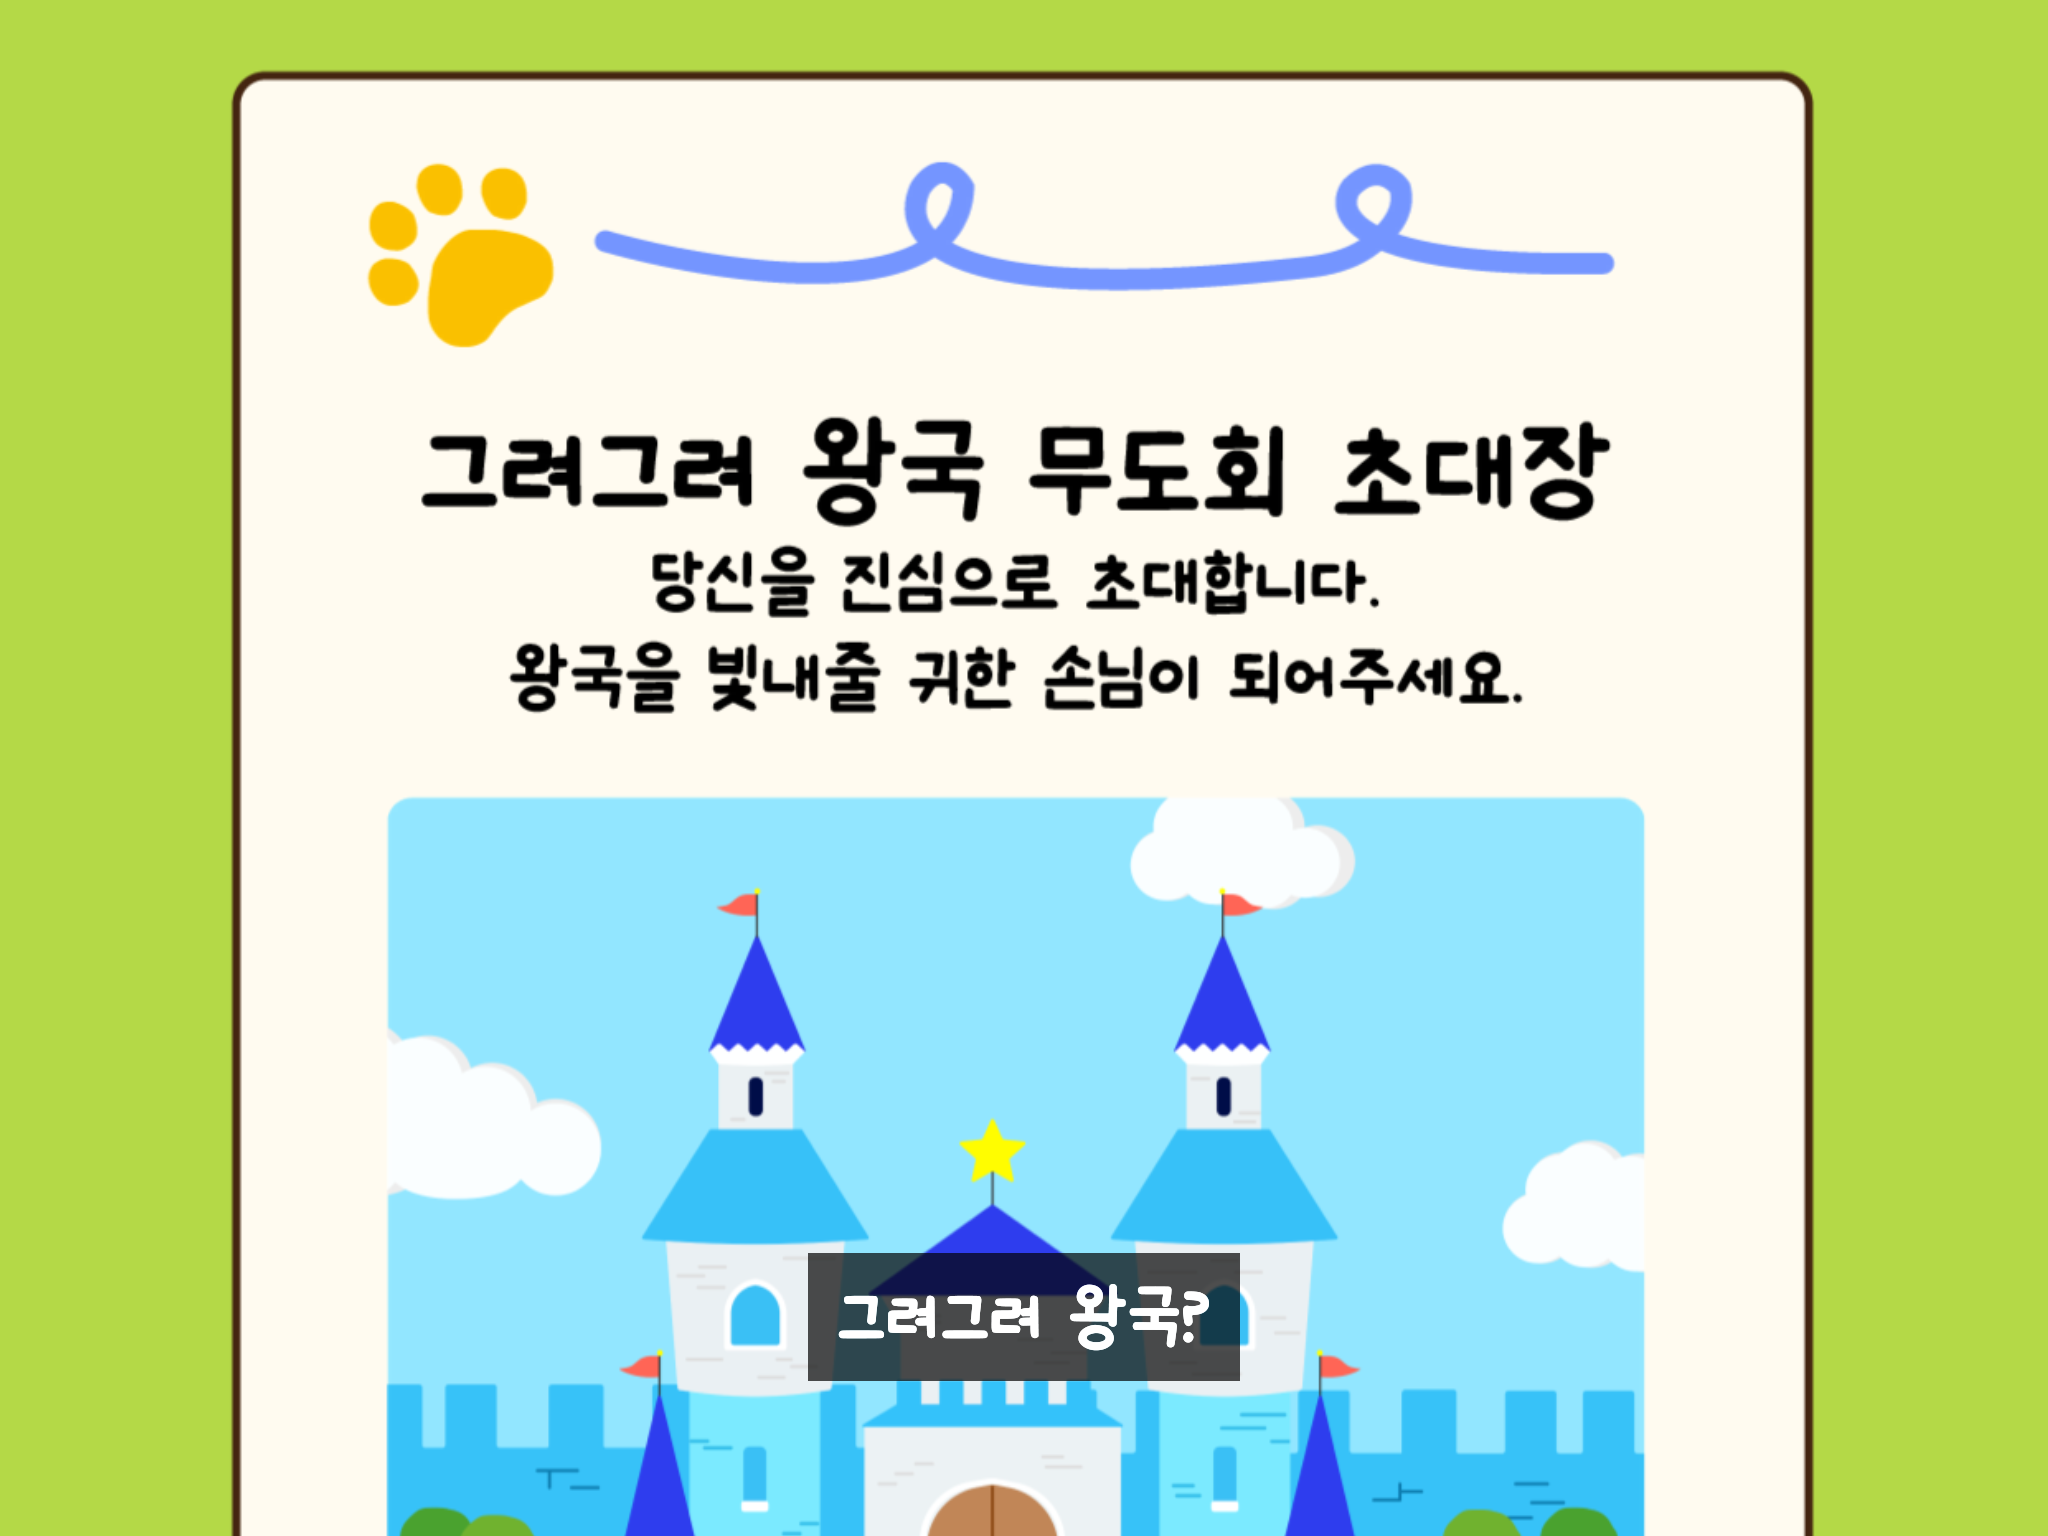 그려그려 왕국 무도회 초대장
당신을 진심으로 초대합니다.
왕국을 빛내줄 귀한 손님이 되어주세요.
그려그려 왕국?